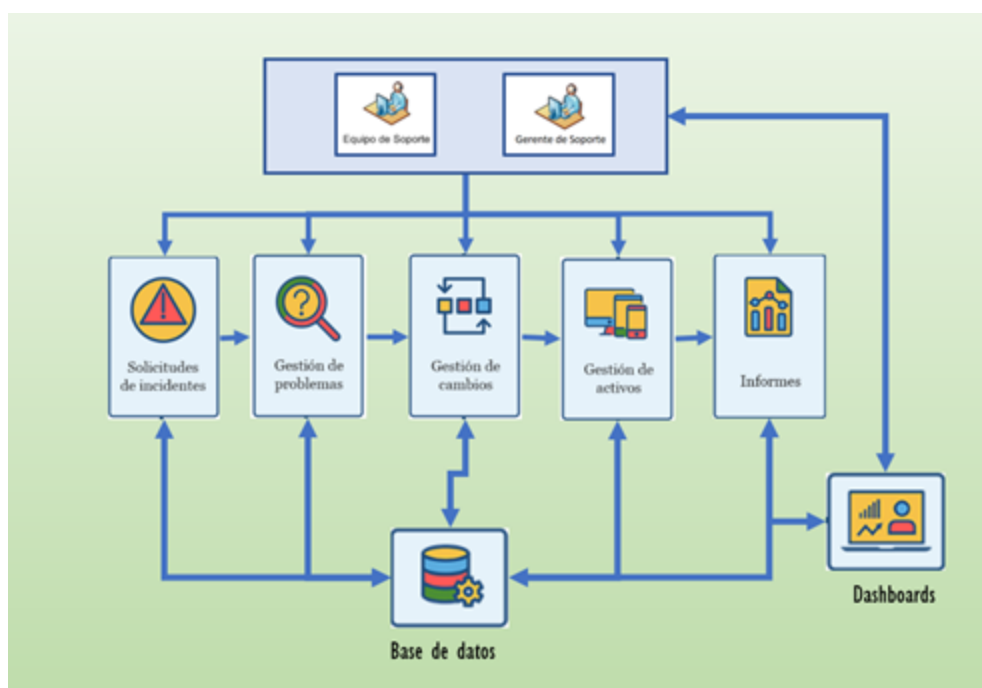 Equipo de Soporte
Gerente de Soporte
Solicitudes
de incidentes
Gestión de
problemas
Gestión de
cambios
Gestión de
activos
Informes
Dashboards
Base de datos